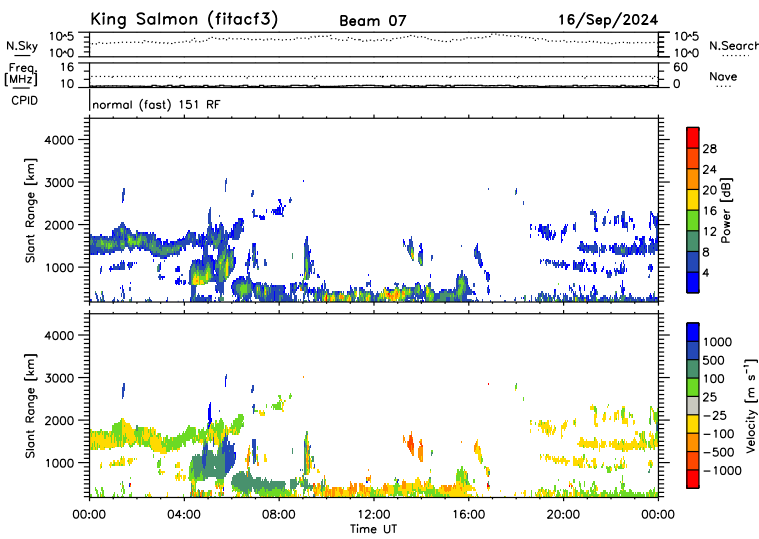 King Salmon (fitacf3) Beam 07 16/Sep/2024
N.Sky 10^5 10^0 10^5 10^0 N.Search
Freq [MHz] 16 10 60 0 Nave
CPID normal (fast) 151 RF
Slant Range [km] 4000 3000 2000 1000
28 24 20 16 12 8 4 Power [dB]
Slant Range [km] 4000 3000 2000 1000
1000 500 100 25 -25 -100 -500 -1000 Velocity [m s⁻¹]
00:00 04:00 08:00 12:00 16:00 20:00 00:00
Time UT